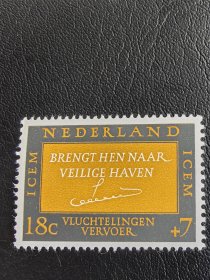 NEDERLAND
ICEM
BRENGT HEN NAAR
VEILIGE HAVEN
ICEM
18c
VLUCHTELINGEN
VERVOER
+7